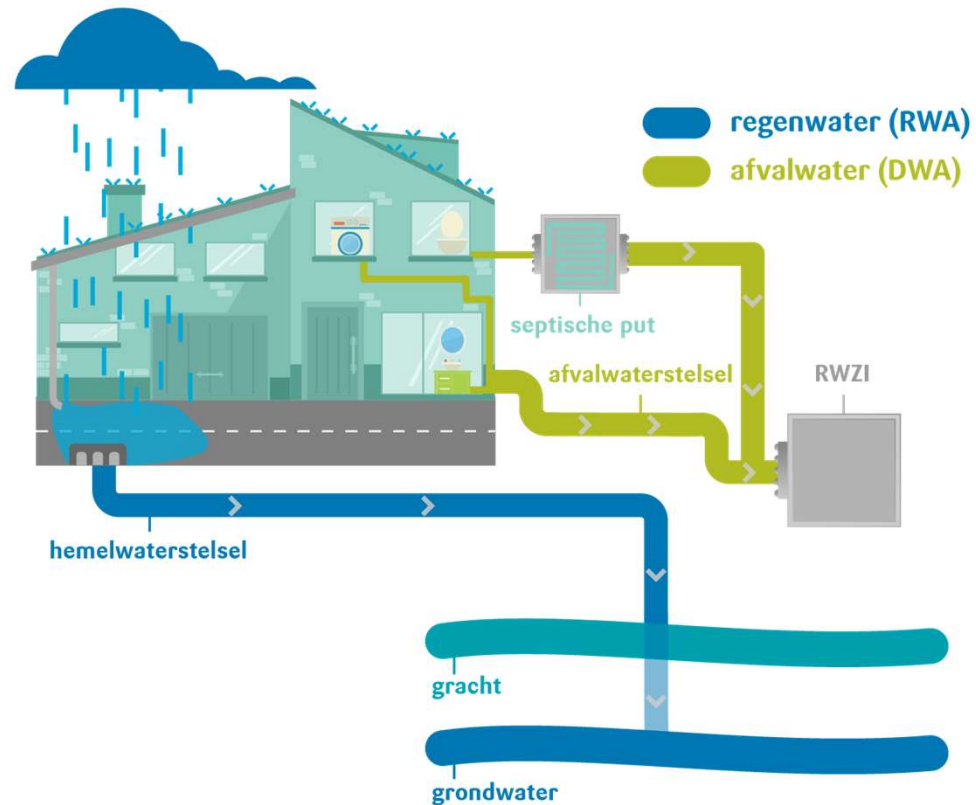 regenwater (RWA)
afvalwater (DWA)
septische put
afvalwaterstelsel
RWZI
hemelwaterstelsel
gracht
grondwater